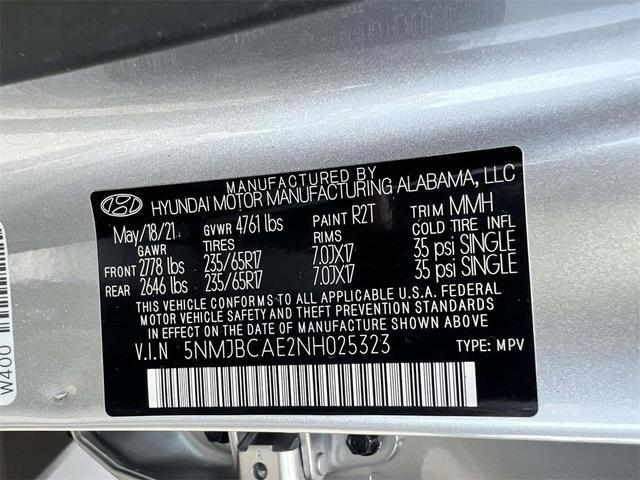 MANUFACTURED BY
HYUNDAI MOTOR MANUFACTURING ALABAMA, LLC
May/18/21 GVWR 4761 lbs PAINT R2T TRIM MMH
GAWR TIRES RIMS COLD TIRE INFL
FRONT 2778 lbs 235/65R17 7.0JX17 35 psi SINGLE
REAR 2646 lbs 235/65R17 7.0JX17 35 psi SINGLE
THIS VEHICLE CONFORMS TO ALL APPLICABLE U.S.A. FEDERAL
MOTOR VEHICLE SAFETY AND THEFT PREVENTION STANDARDS
IN EFFECT ON THE DATE OF MANUFACTURE SHOWN ABOVE.
V.I.N 5NMJBCAE2NH025323 TYPE: MPV
W400